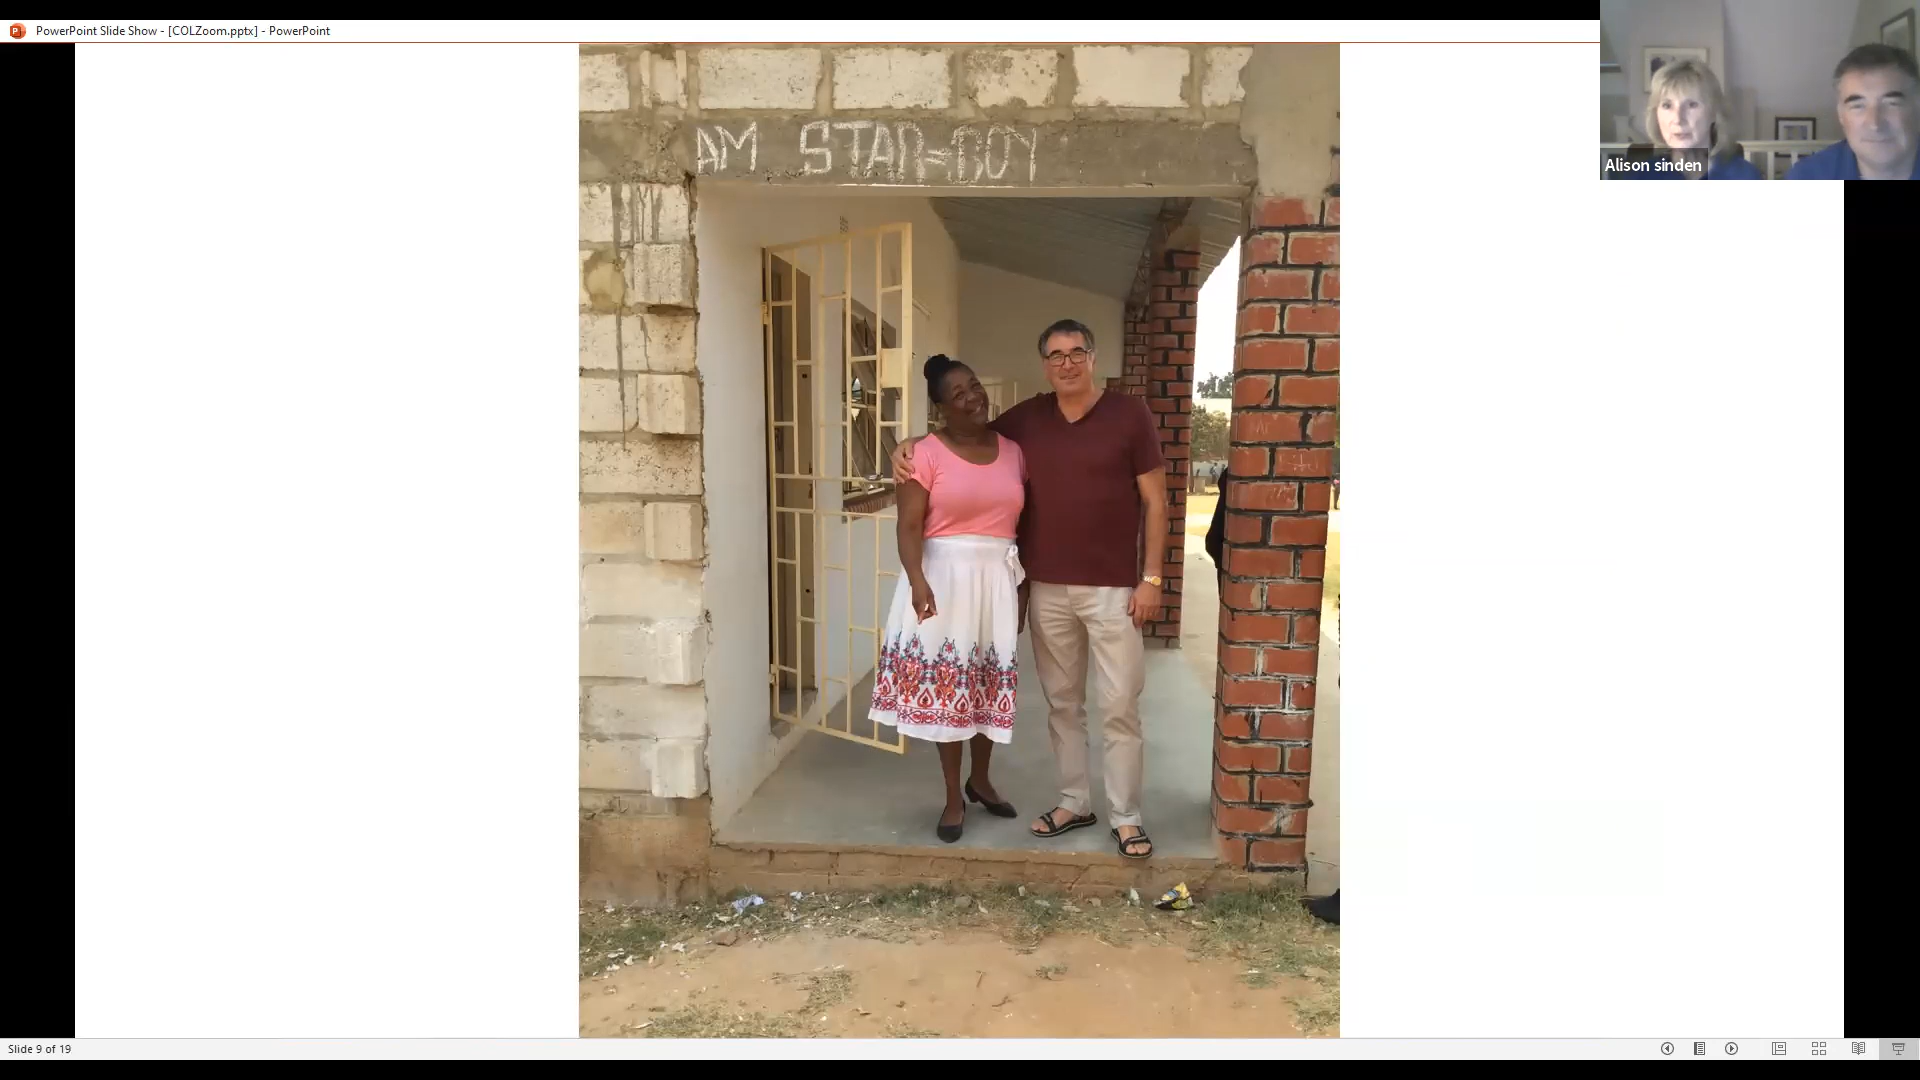 PowerPoint Slide Show - [COLZoom.pptx] - PowerPoint
Alison sinden
AM STAR=BOY
Slide 9 of 19